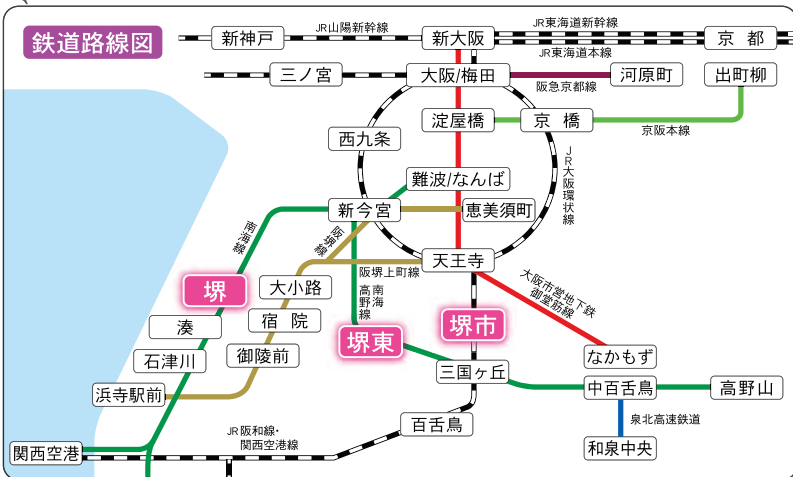 鉄道路線図
JR山陽新幹線
JR東海道新幹線
新神戸
新大阪
京都
JR東海道本線
三ノ宮
大阪/梅田
河原町
出町柳
阪急京都線
淀屋橋
京橋
京阪本線
西九条
JR大阪環状線
難波/なんば
新今宮
恵美須町
南海線
阪堺線
天王寺
阪堺上町線
大阪市営地下鉄
御堂筋線
堺
大小路
南海
高野線
宿院
堺市
湊
堺東
御陵前
なかもず
石津川
三国ヶ丘
浜寺駅前
中百舌鳥
高野山
百舌鳥
泉北高速鉄道
JR阪和線・
関西空港線
関西空港
和泉中央